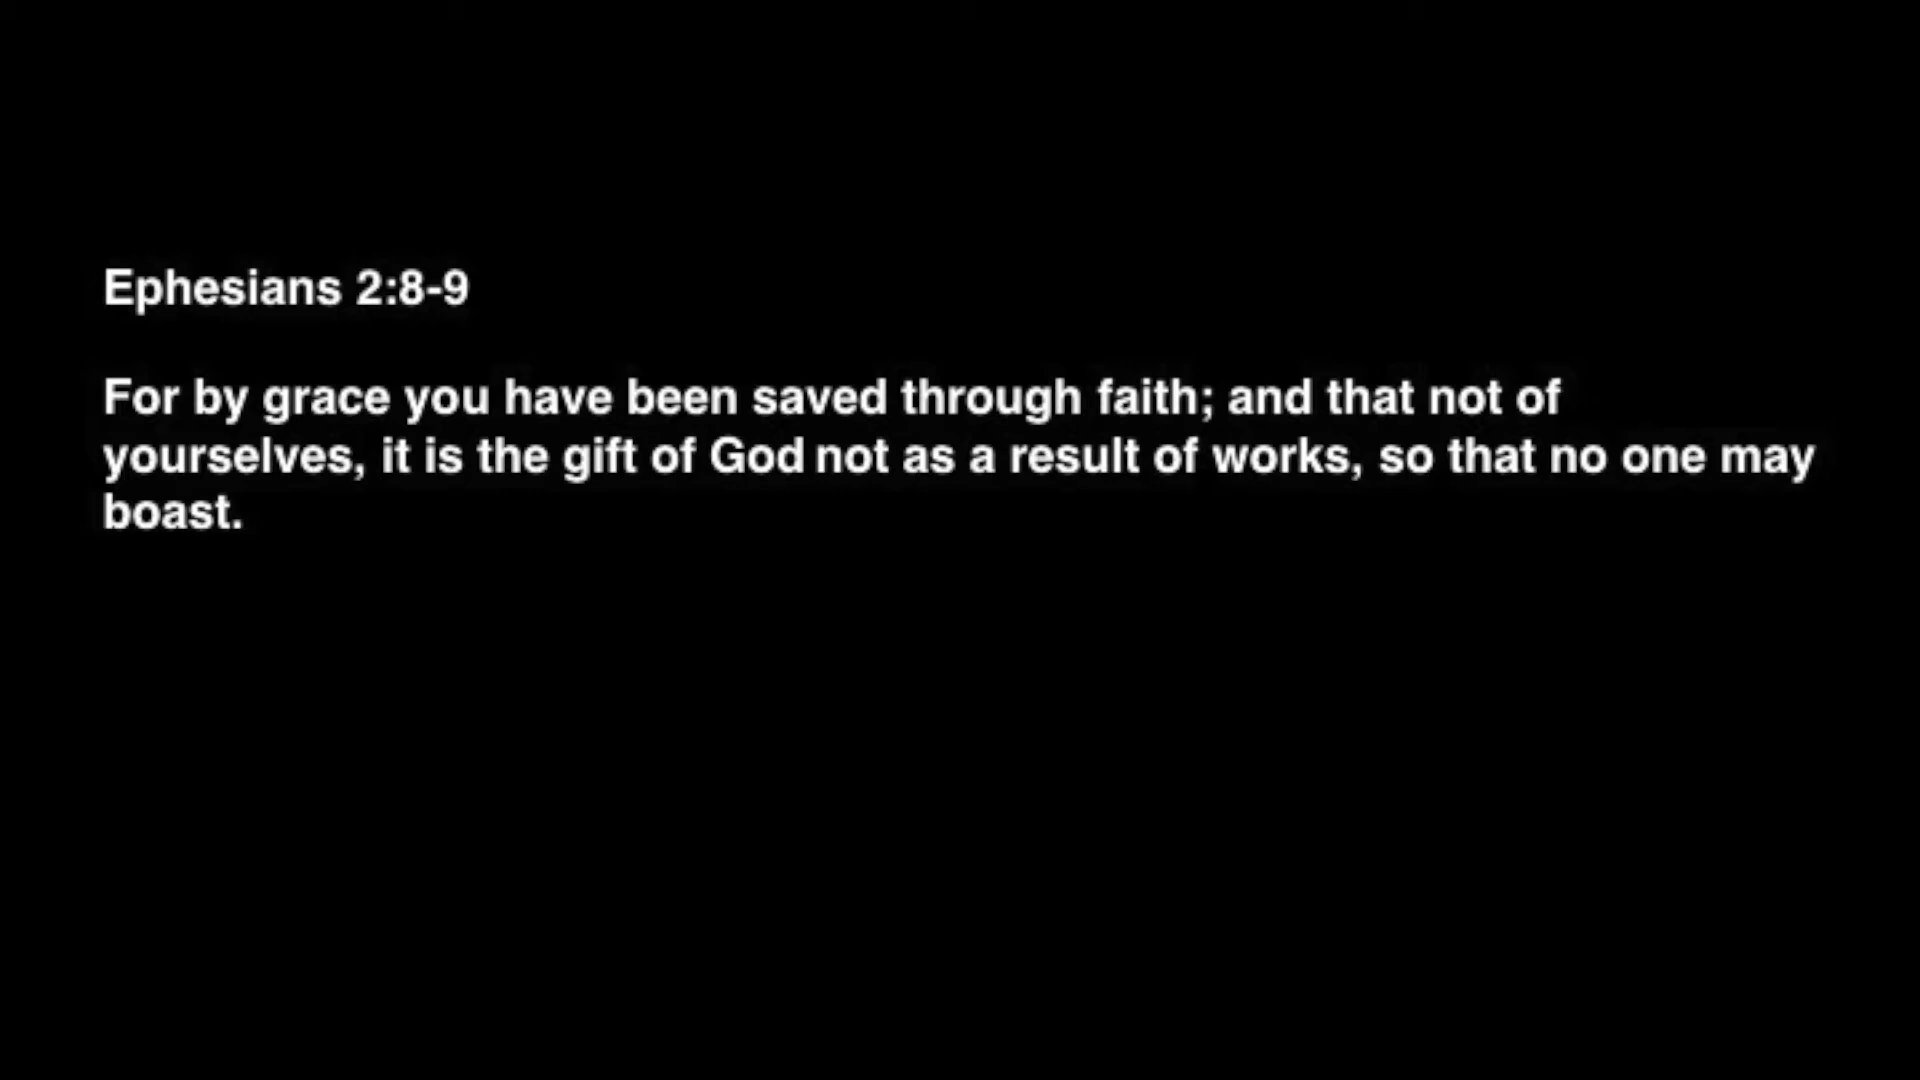 Ephesians 2:8-9
For by grace you have been saved through faith; and that not of
yourselves, it is the gift of God not as a result of works, so that no one may
boast.